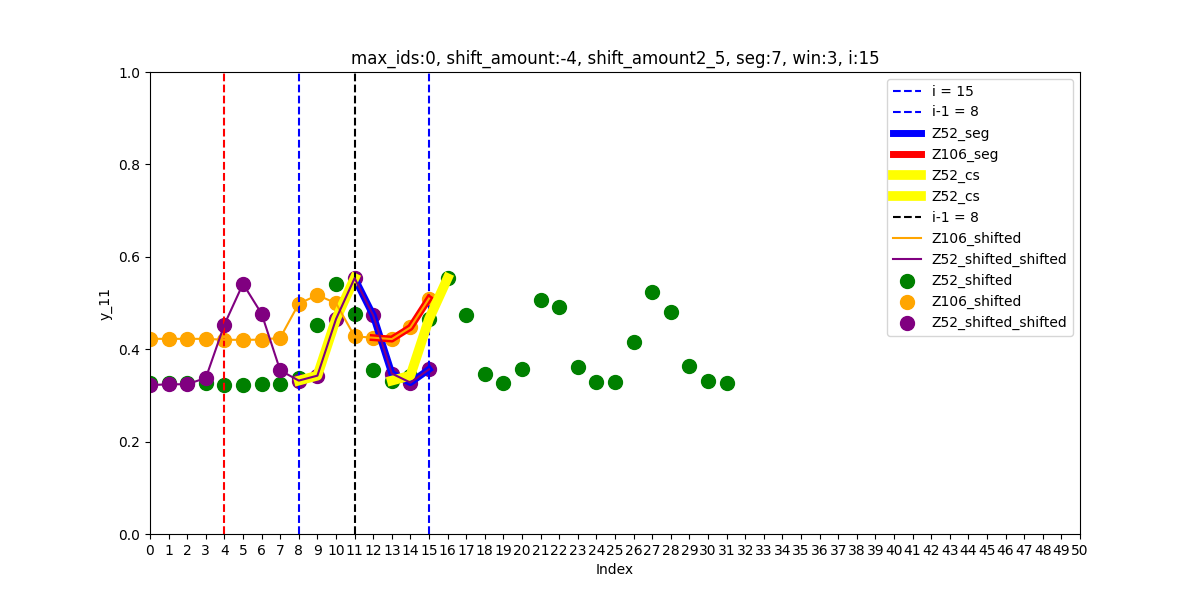 max_ids:0, shift_amount:-4, shift_amount2_5, seg:7, win:3, i:15
1.0
0.8
0.6
0.4
0.2
0.0
y_11
i = 15
i-1 = 8
Z52_seg
Z106_seg
Z52_cs
Z52_cs
i-1 = 8
Z106_shifted
Z52_shifted_shifted
Z52_shifted
Z106_shifted
Z52_shifted_shifted
0 1 2 3 4 5 6 7 8 9 10 11 12 13 14 15 16 17 18 19 20 21 22 23 24 25 26 27 28 29 30 31 32 33 34 35 36 37 38 39 40 41 42 43 44 45 46 47 48 49 50
Index